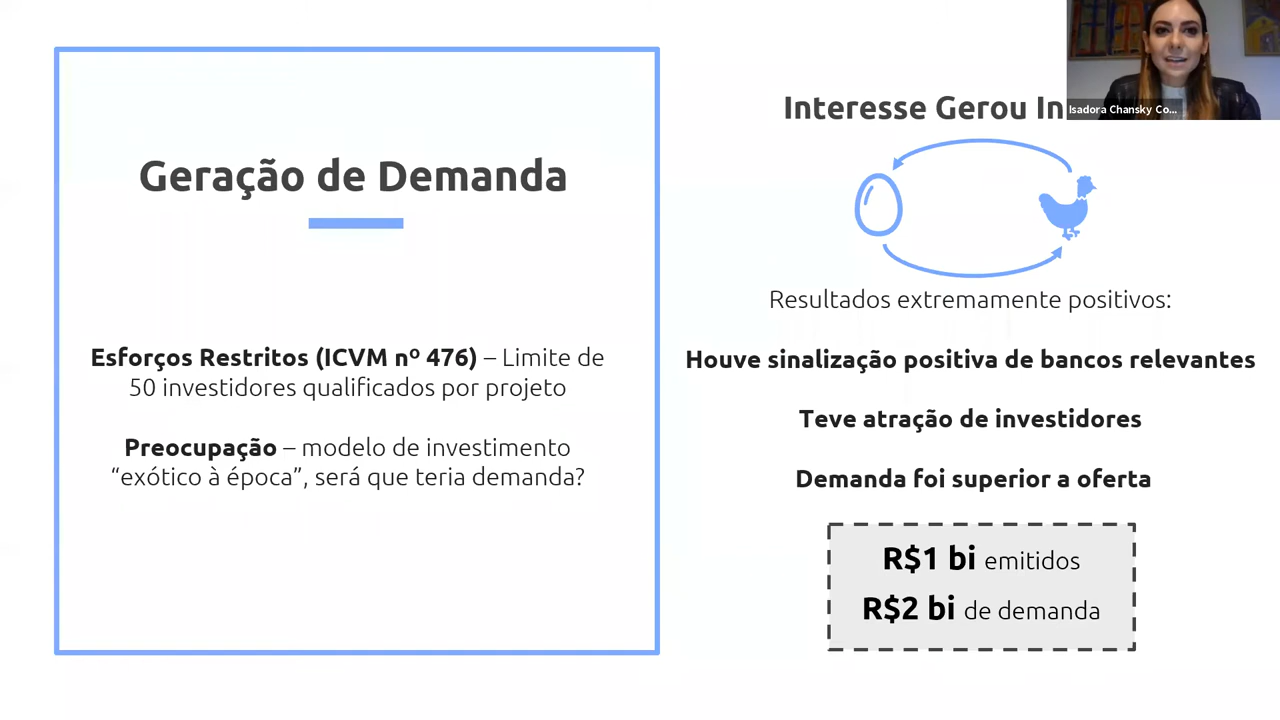 Geração de Demanda
Esforços Restritos (ICVM nº 476) – Limite de
50 investidores qualificados por projeto
Preocupação – modelo de investimento
“exótico à época”, será que teria demanda?
Interesse Gerou In
Isadora Chansky Co...
Resultados extremamente positivos:
Houve sinalização positiva de bancos relevantes
Teve atração de investidores
Demanda foi superior a oferta
R$1 bi emitidos
R$2 bi de demanda